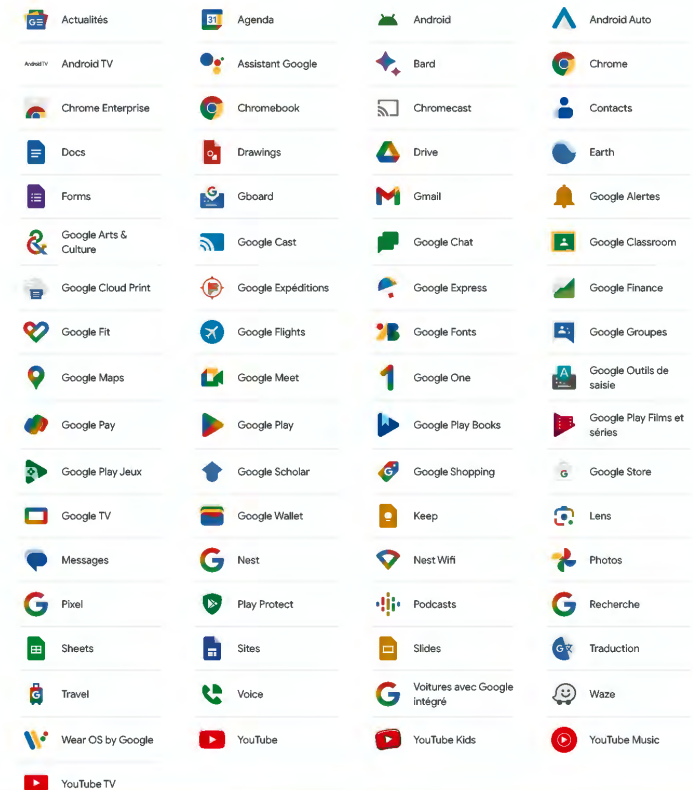 Actualités
Agenda
Android
Android Auto
AndroidTV
Android TV
Assistant Google
Bard
Chrome
Chrome Enterprise
Chromebook
Chromecast
Contacts
Docs
Drawings
Drive
Earth
Forms
Gboard
Gmail
Google Alertes
Google Arts &
Culture
Google Cast
Google Chat
Google Classroom
Google Cloud Print
Google Expéditions
Google Express
Google Finance
Google Fit
Google Flights
Google Fonts
Google Groupes
Google Maps
Google Meet
Google One
Google Outils de
saisie
Google Pay
Google Play
Google Play Books
Google Play Films et
séries
Google Play Jeux
Google Scholar
Google Shopping
Google Store
Google TV
Google Wallet
Keep
Lens
Messages
Nest
Nest Wifi
Photos
Pixel
Play Protect
Podcasts
Recherche
Sheets
Sites
Slides
Traduction
Travel
Voice
Voitures avec Google
intégré
Waze
Wear OS by Google
YouTube
YouTube Kids
YouTube Music
YouTube TV